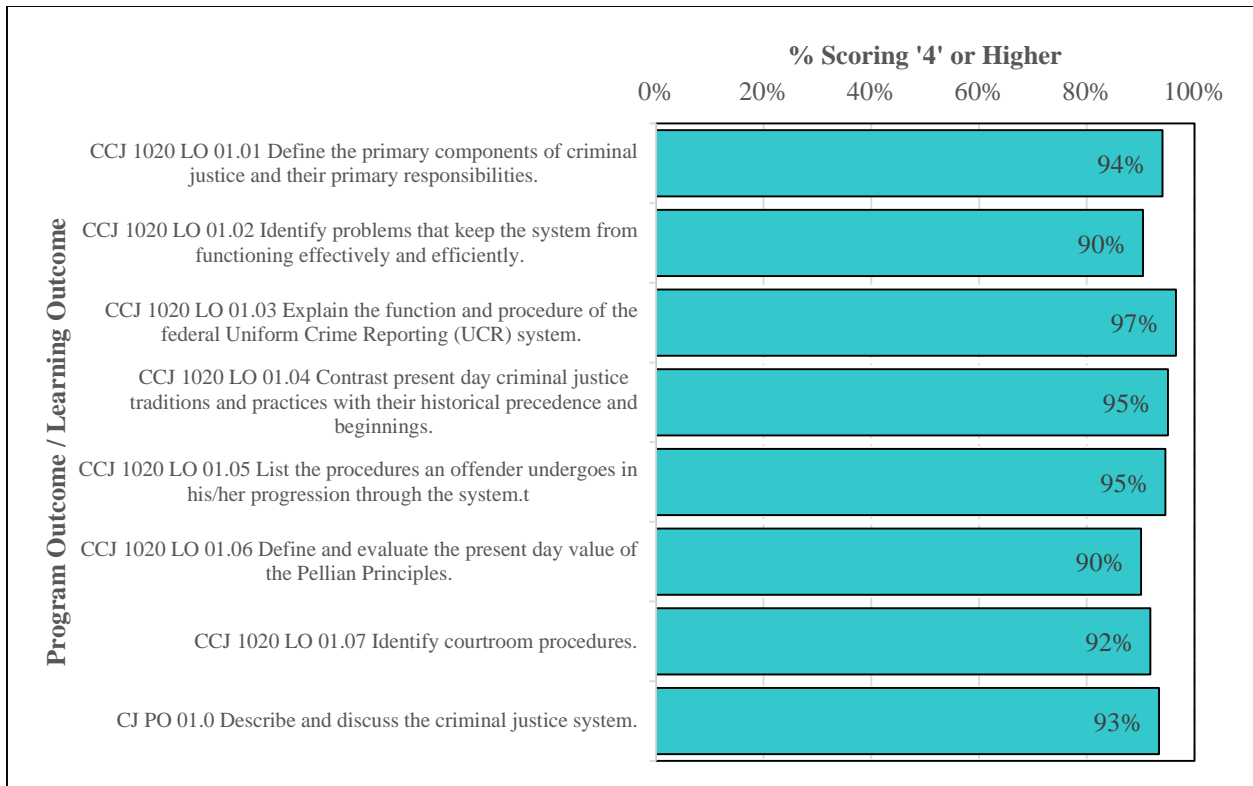 % Scoring '4' or Higher
0% 20% 40% 60% 80% 100%
Program Outcome / Learning Outcome
CCJ 1020 LO 01.01 Define the primary components of criminal
justice and their primary responsibilities.
94%
CCJ 1020 LO 01.02 Identify problems that keep the system from
functioning effectively and efficiently.
90%
CCJ 1020 LO 01.03 Explain the function and procedure of the
federal Uniform Crime Reporting (UCR) system.
97%
CCJ 1020 LO 01.04 Contrast present day criminal justice
traditions and practices with their historical precedence and
beginnings.
95%
CCJ 1020 LO 01.05 List the procedures an offender undergoes in
his/her progression through the system.t
95%
CCJ 1020 LO 01.06 Define and evaluate the present day value of
the Pellian Principles.
90%
CCJ 1020 LO 01.07 Identify courtroom procedures.
92%
CJ PO 01.0 Describe and discuss the criminal justice system.
93%